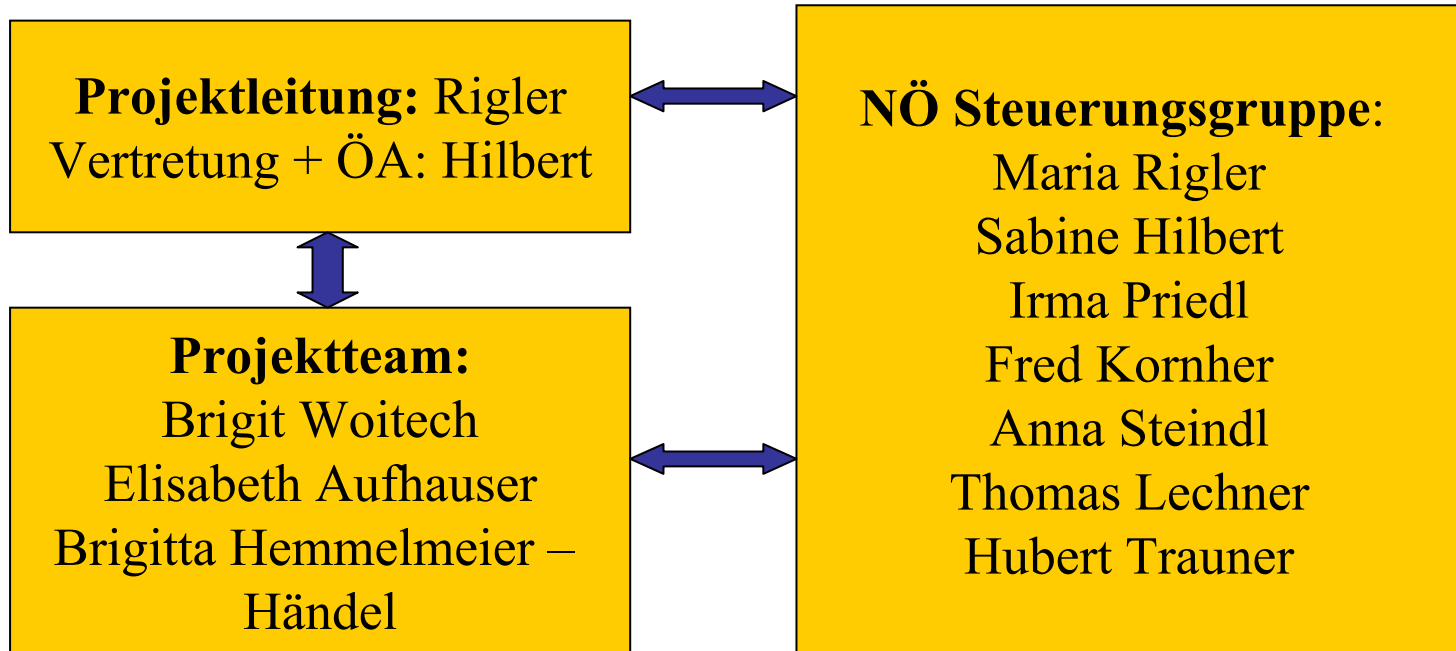 Projektleitung: Rigler
Vertretung + ÖA: Hilbert
Projektteam:
Brigit Woitech
Elisabeth Aufhauser
Brigitta Hemmelmeier –
Händel
NÖ Steuerungsgruppe:
Maria Rigler
Sabine Hilbert
Irma Priedl
Fred Kornher
Anna Steindl
Thomas Lechner
Hubert Trauner